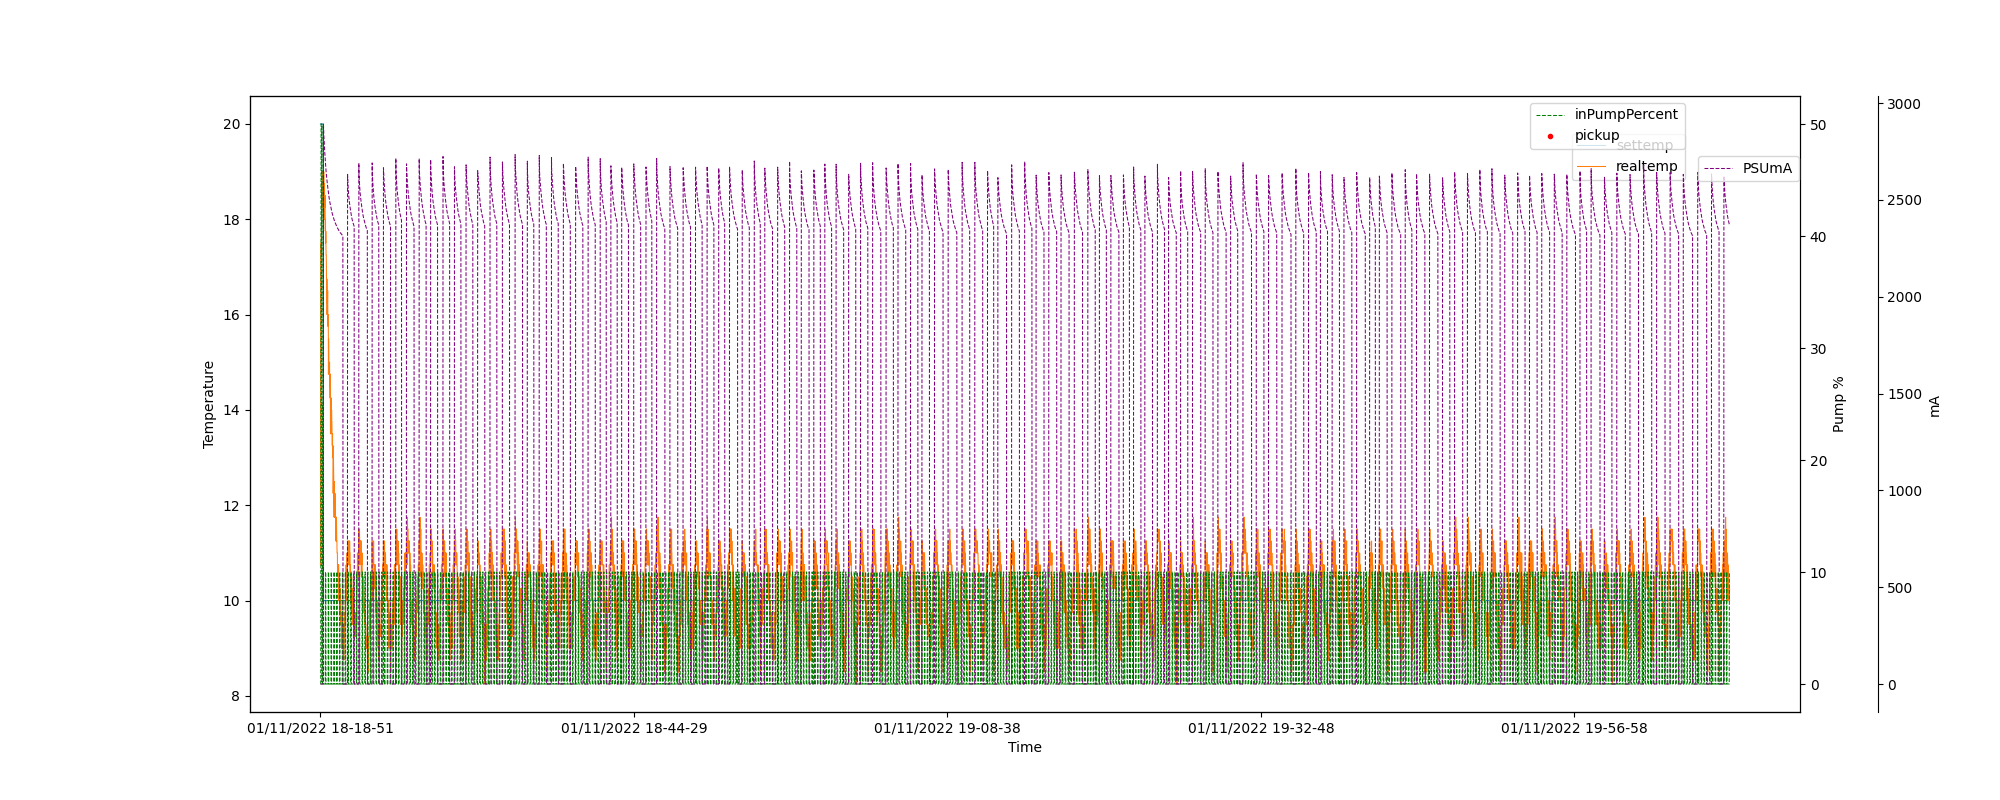 inPumpPercent
pickup
settemp
realtemp
PSUmA
20
18
16
14
12
10
8
Temperature
50
40
30
20
10
0
Pump %
3000
2500
2000
1500
1000
500
0
mA
01/11/2022 18-18-51
01/11/2022 18-44-29
01/11/2022 19-08-38
01/11/2022 19-32-48
01/11/2022 19-56-58
Time